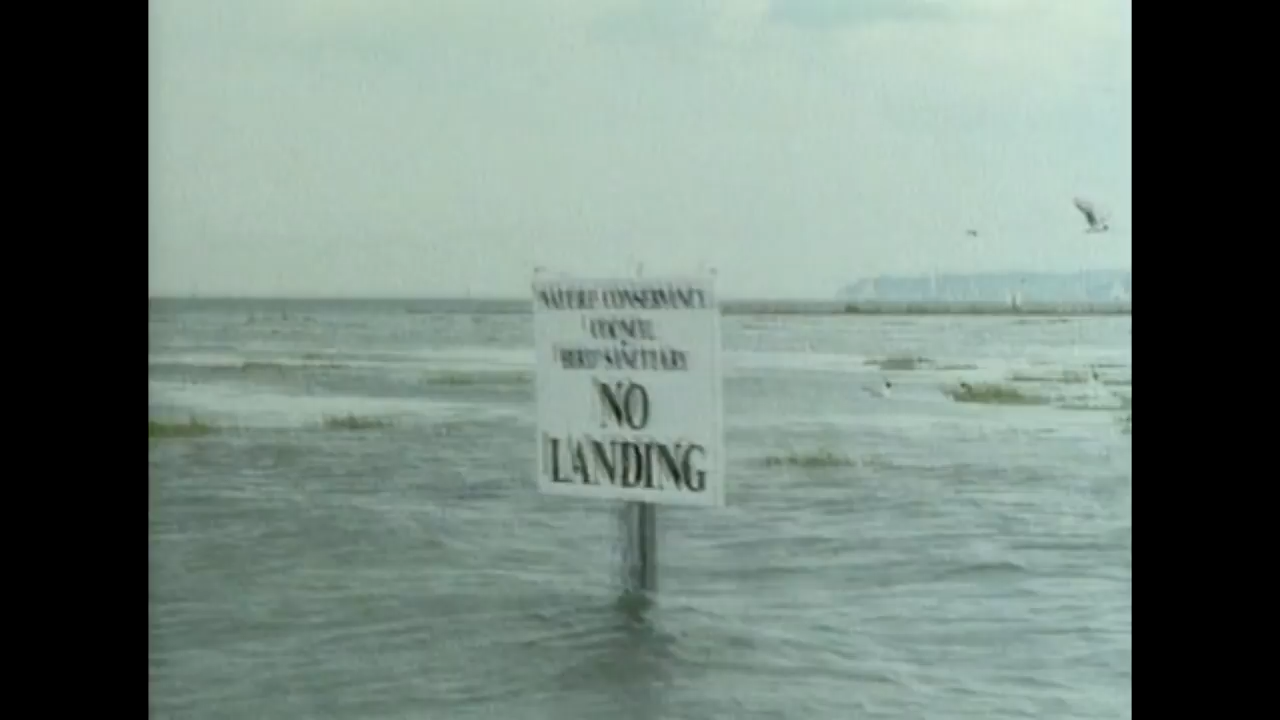 NATURE CONSERVANCY
COUNCIL
BIRD SANCTUARY
NO
LANDING